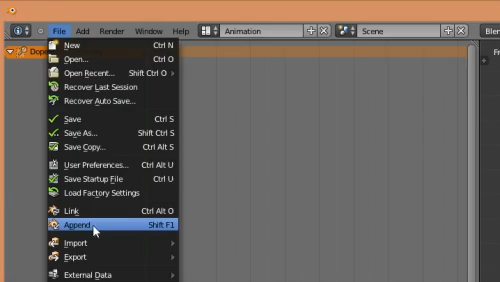 File Add Render Window Help Animation Scene Blen
New Ctrl N
Open... Ctrl O
Open Recent... Shift Ctrl O
Recover Last Session
Recover Auto Save...
Save Ctrl S
Save As... Shift Ctrl S
Save Copy... Ctrl Alt S
User Preferences... Ctrl Alt U
Save Startup File Ctrl U
Load Factory Settings
Link Ctrl Alt O
Append Shift F1
Import
Export
External Data